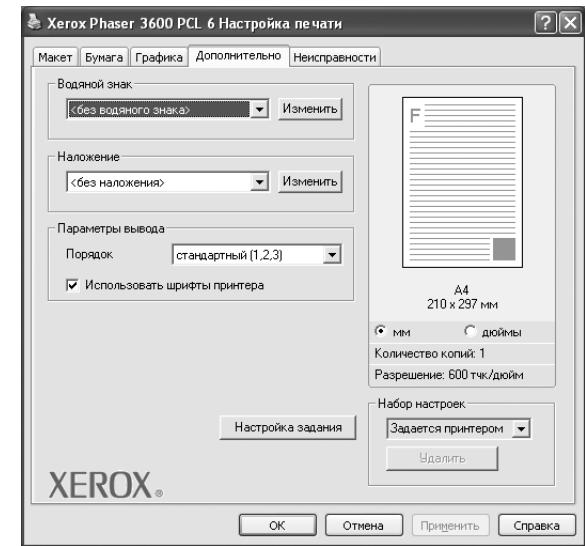 Xerox Phaser 3600 PCL 6 Настройка печати
Макет Бумага Графика Дополнительно Неисправности
Водяной знак
<без водяного знака> Изменить
Наложение
<без наложения> Изменить
Параметры вывода
Порядок стандартный (1,2,3)
Использовать шрифты принтера
F
A4
210 x 297 мм
мм дюймы
Количество копий: 1
Разрешение: 600 тчк/дюйм
Набор настроек
Задается принтером
Удалить
Настройка задания
XEROX®
OK Отмена Применить Справка